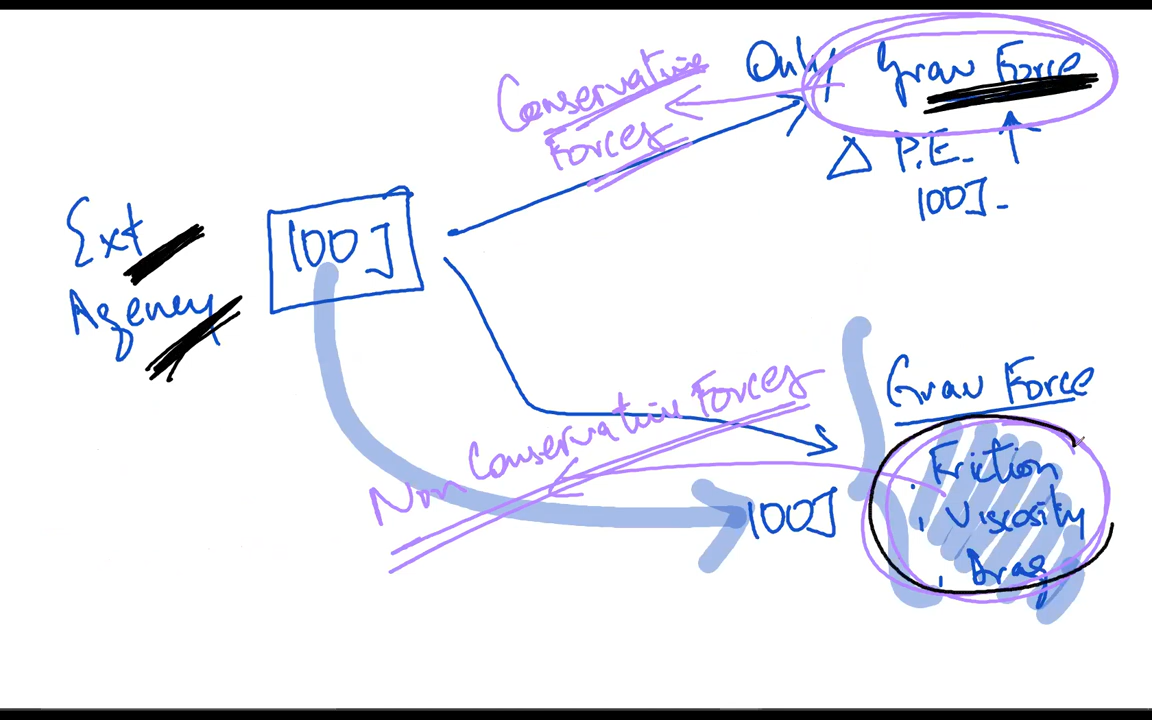 Conservative
Forces
Only Grav Force
Δ P.E. ↑
100J.
Ext
Agency
100J
Grav Force
Non Conservative Forces
100J
. Friction
. Viscosity
. Drag